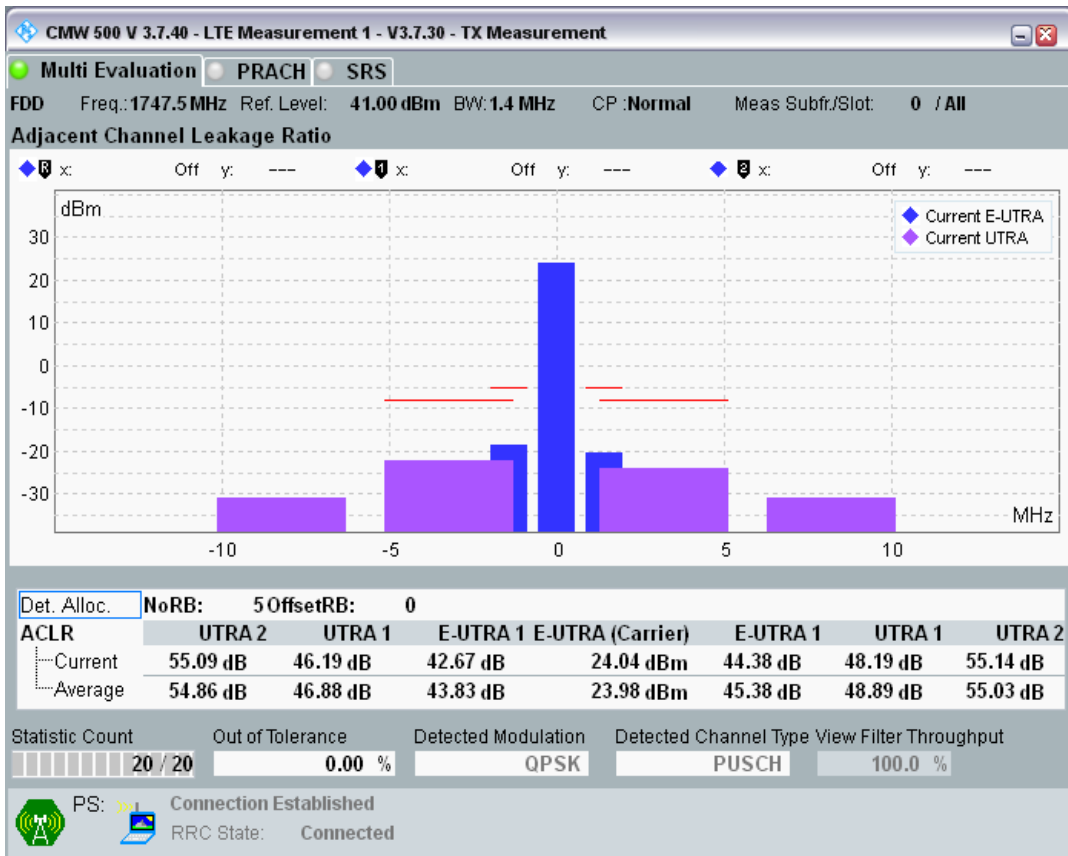 CMW 500 V 3.7.40 - LTE Measurement 1 - V3.7.30 - TX Measurement
Multi Evaluation PRACH SRS
FDD Freq.: 1747.5 MHz Ref. Level: 41.00 dBm BW: 1.4 MHz CP :Normal Meas Subfr./Slot: 0 / All
Adjacent Channel Leakage Ratio
R x: Off y: --- 1 x: Off y: --- 2 x: Off y: ---
dBm
Current E-UTRA
Current UTRA
30
20
10
0
-10
-20
-30
MHz
-10 -5 0 5 10
Det. Alloc. NoRB: 5 OffsetRB: 0
ACLR UTRA 2 UTRA 1 E-UTRA 1 E-UTRA (Carrier) E-UTRA 1 UTRA 1 UTRA 2
Current 55.09 dB 46.19 dB 42.67 dB 24.04 dBm 44.38 dB 48.19 dB 55.14 dB
Average 54.86 dB 46.88 dB 43.83 dB 23.98 dBm 45.38 dB 48.89 dB 55.03 dB
Statistic Count Out of Tolerance Detected Modulation Detected Channel Type View Filter Throughput
20 / 20 0.00 % QPSK PUSCH 100.0 %
PS: Connection Established
RRC State: Connected